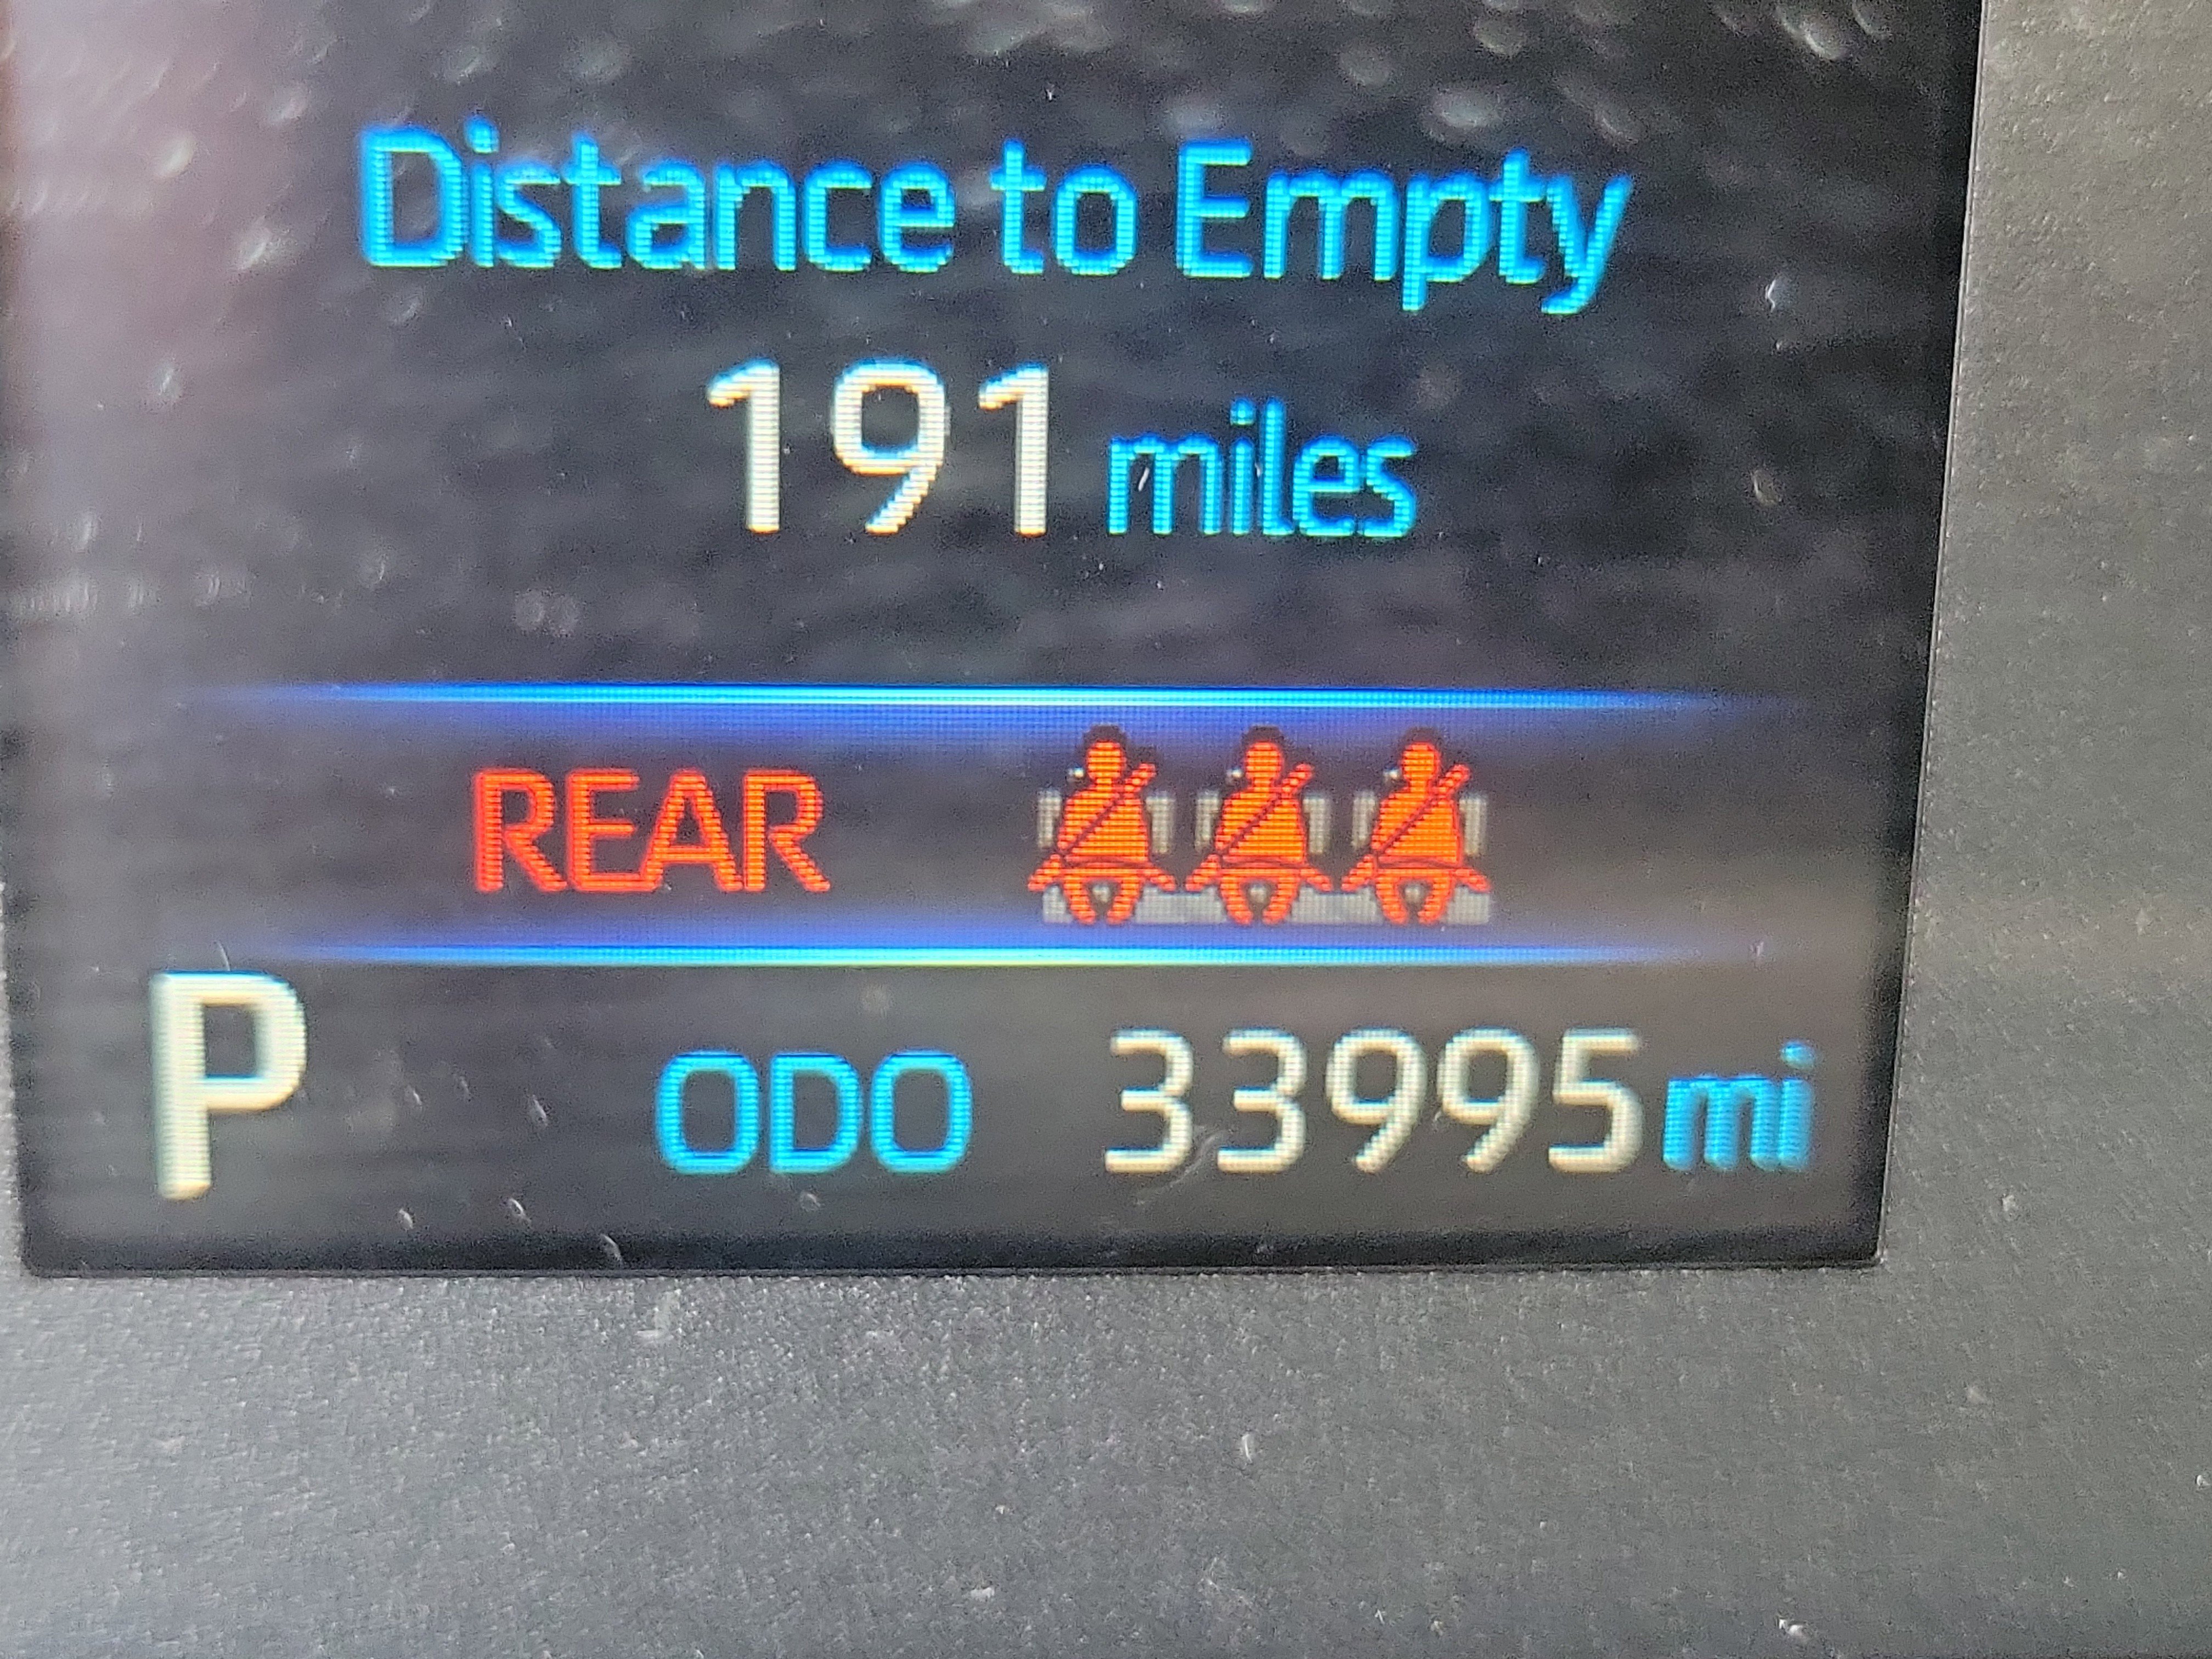 Distance to Empty
191 miles
REAR
P ODO 33995 mi